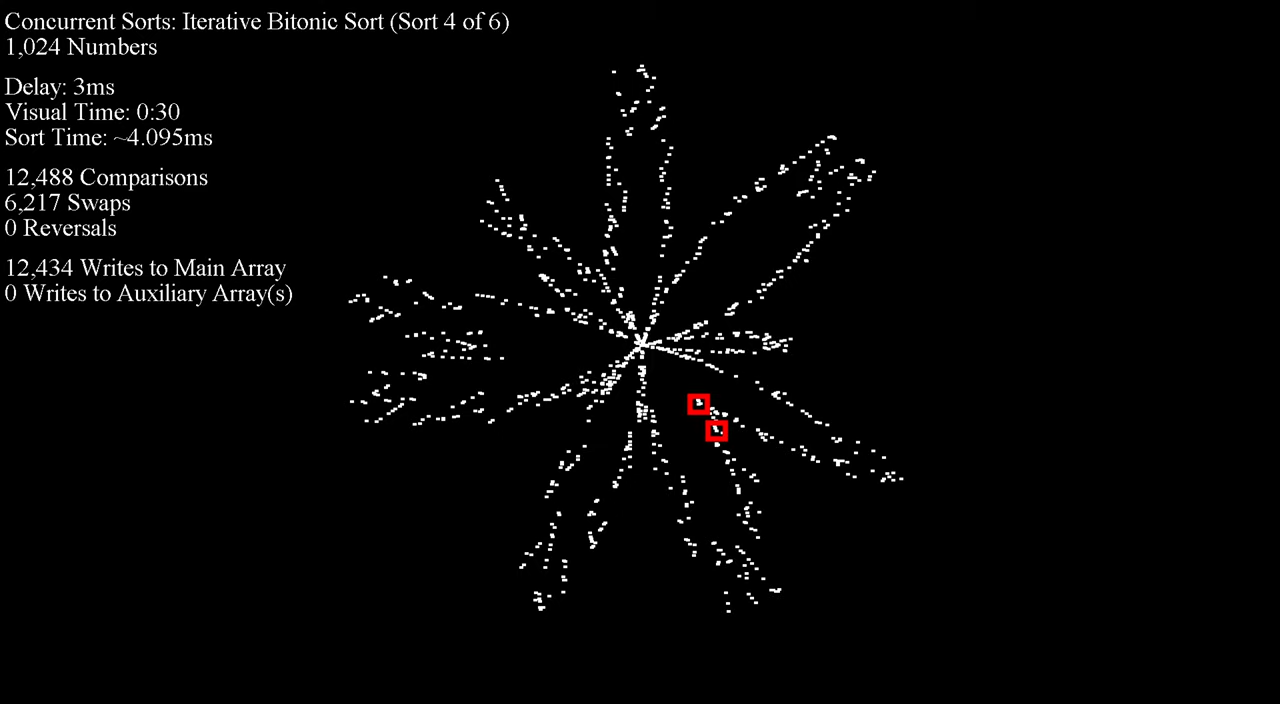 Concurrent Sorts: Iterative Bitonic Sort (Sort 4 of 6)
1,024 Numbers
Delay: 3ms
Visual Time: 0:30
Sort Time: ~4.095ms
12,488 Comparisons
6,217 Swaps
0 Reversals
12,434 Writes to Main Array
0 Writes to Auxiliary Array(s)